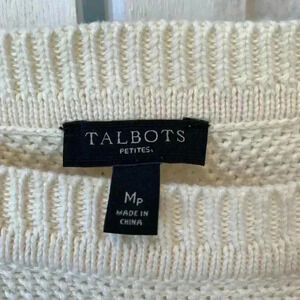 TALBOTS
PETITES
MP
MADE IN
CHINA